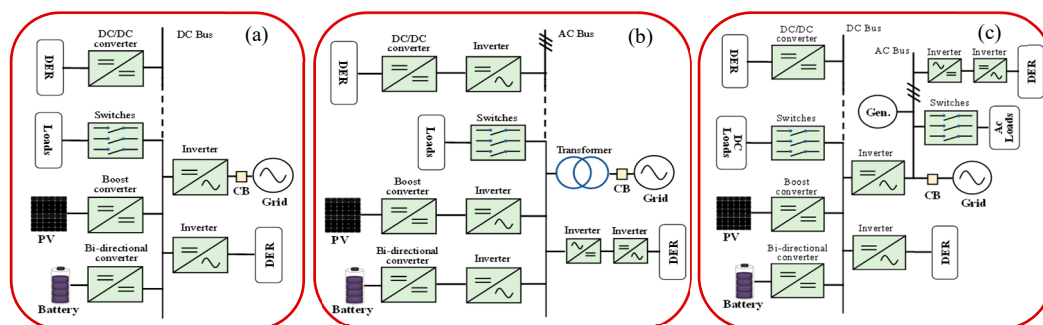 (a)
DC/DC
converter
DC Bus
DER
Switches
Loads
Inverter
Boost
converter
CB
Grid
PV
Inverter
Bi-directional
converter
DER
Battery
(b)
DC/DC
converter
Inverter
AC Bus
DER
Switches
Loads
Transformer
Boost
converter
Inverter
CB
Grid
PV
Inverter
Inverter
Bi-directional
converter
Inverter
DER
Battery
(c)
DC/DC
converter
DC Bus
AC Bus
Inverter
Inverter
DER
DER
Gen.
Switches
Ac
Loads
Switches
DC
Loads
Inverter
Boost
converter
CB
Grid
PV
Inverter
Bi-directional
converter
DER
Battery